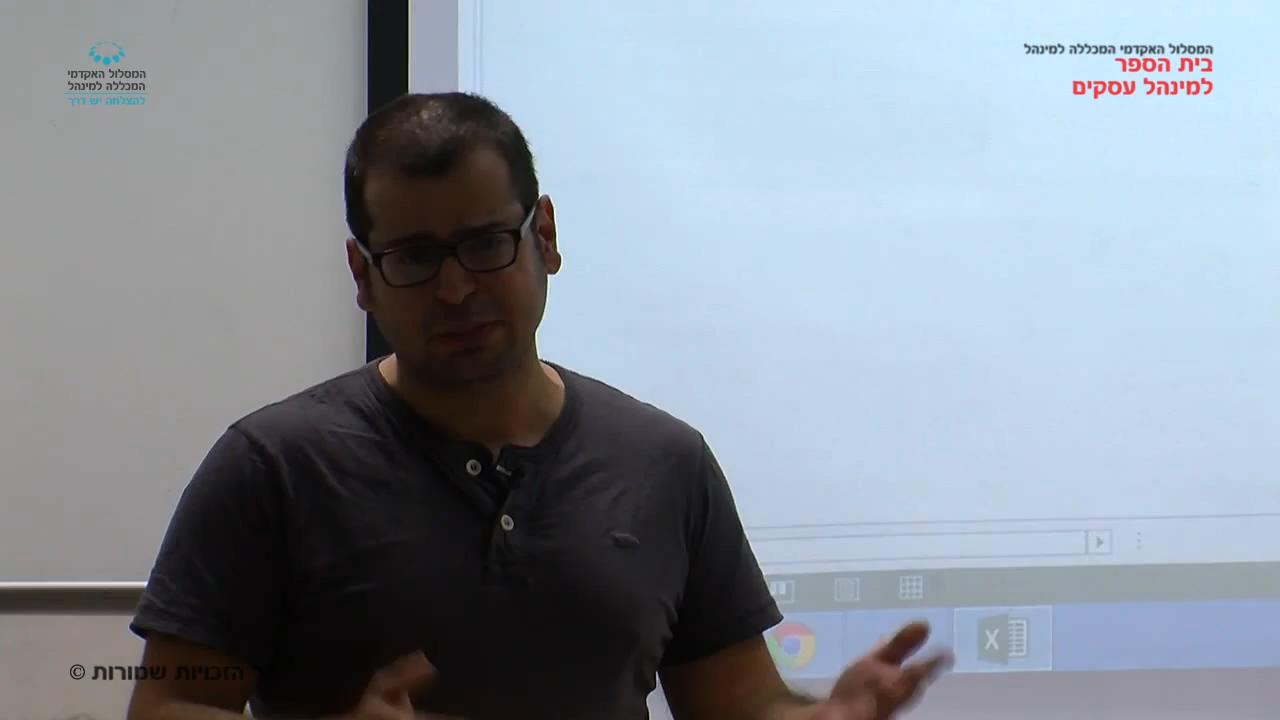 המסלול האקדמי
המכללה למינהל
להצלחה יש דרך
המסלול האקדמי המכללה למינהל
בית הספר
למינהל עסקים
הזכויות שמורות ©
X